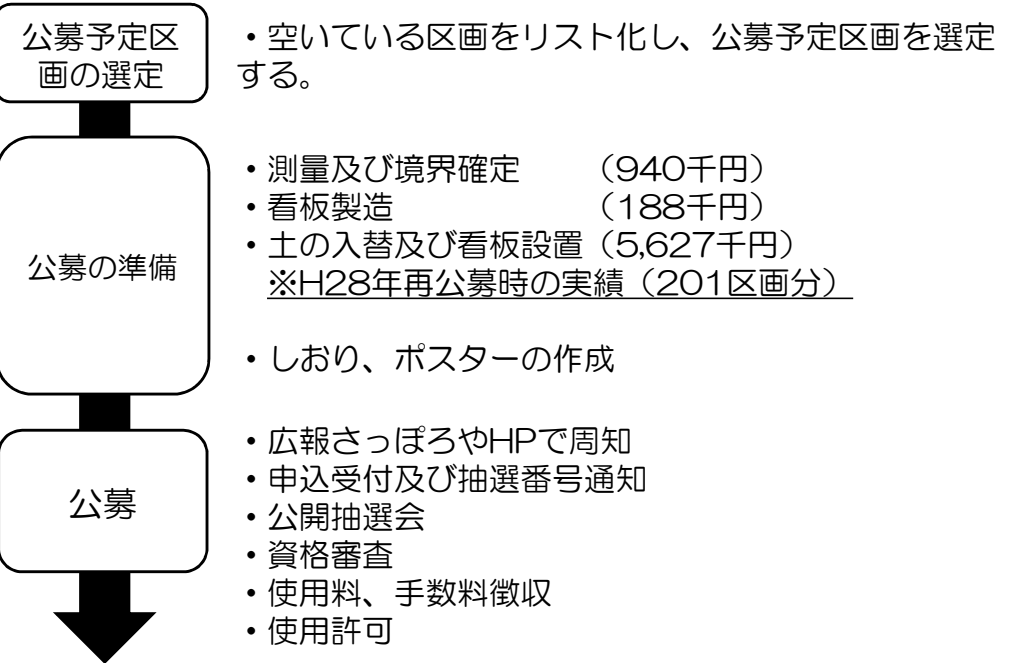 公募予定区
画の選定
・空いている区画をリスト化し、公募予定区画を選定
する。
公募の準備
・測量及び境界確定　　（940千円）
・看板製造　　　　　　（188千円）
・土の入替及び看板設置（5,627千円）
※H28年再公募時の実績（201区画分）
・しおり、ポスターの作成
公募
・広報さっぽろやHPで周知
・申込受付及び抽選番号通知
・公開抽選会
・資格審査
・使用料、手数料徴収
・使用許可